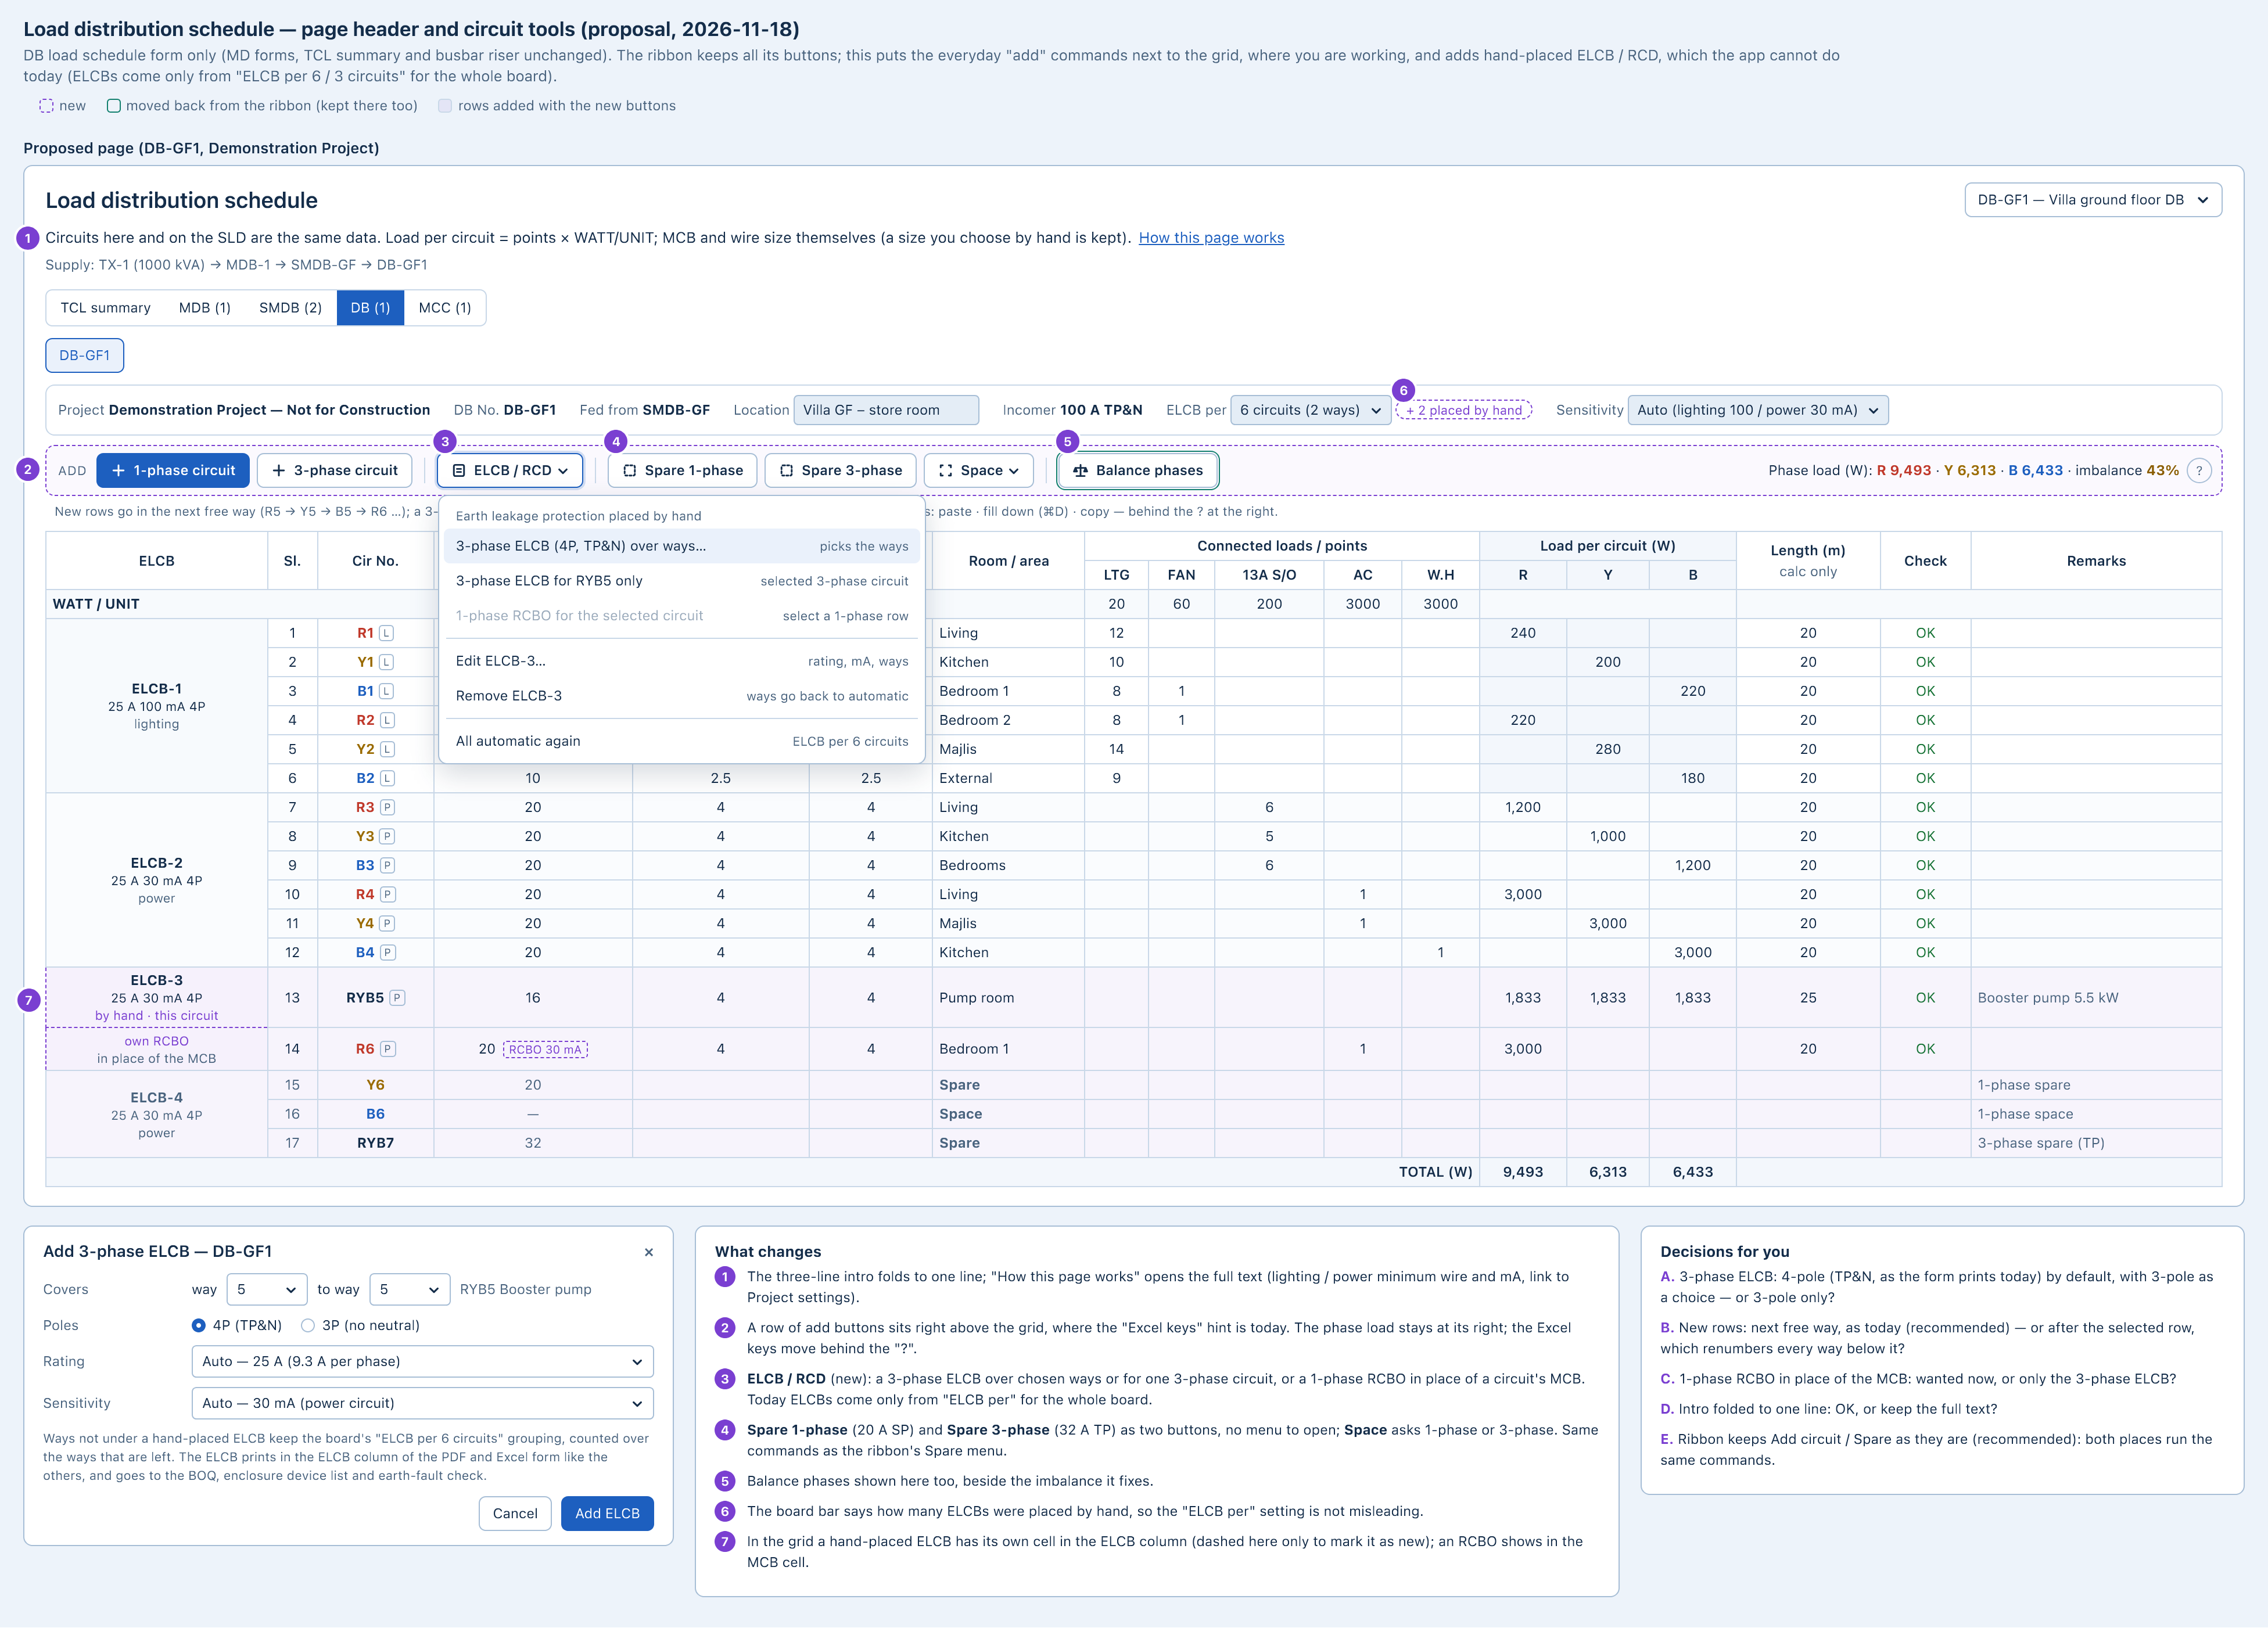 Load distribution schedule — page header and circuit tools (proposal, 2026-11-18)
DB load schedule form only (MD forms, TCL summary and busbar riser unchanged). The ribbon keeps all its buttons; this puts the everyday "add" commands next to the grid, where you are working, and adds hand-placed ELCB / RCD, which the app cannot do
today (ELCBs come only from "ELCB per 6 / 3 circuits" for the whole board).
new moved back from the ribbon (kept there too) rows added with the new buttons
Proposed page (DB-GF1, Demonstration Project)
Load distribution schedule DB-GF1 — Villa ground floor DB
1 Circuits here and on the SLD are the same data. Load per circuit = points × WATT/UNIT; MCB and wire size themselves (a size you choose by hand is kept). How this page works
Supply: TX-1 (1000 kVA) → MDB-1 → SMDB-GF → DB-GF1
TCL summary MDB (1) SMDB (2) DB (1) MCC (1)
DB-GF1
Project Demonstration Project — Not for Construction DB No. DB-GF1 Fed from SMDB-GF Location Villa GF – store room Incomer 100 A TP&N ELCB per 6 circuits (2 ways) 6 + 2 placed by hand Sensitivity Auto (lighting 100 / power 30 mA)
2 ADD + 1-phase circuit + 3-phase circuit 3 ELCB / RCD 4 Spare 1-phase Spare 3-phase Space 5 Balance phases Phase load (W): R 9,493 · Y 6,313 · B 6,433 · imbalance 43% ?
New rows go in the next free way (R5 → Y5 → B5 → R6 ...); a 3- s: paste · fill down (⌘D) · copy — behind the ? at the right.
Earth leakage protection placed by hand
3-phase ELCB (4P, TP&N) over ways... picks the ways
3-phase ELCB for RYB5 only selected 3-phase circuit
1-phase RCBO for the selected circuit select a 1-phase row
Edit ELCB-3... rating, mA, ways
Remove ELCB-3 ways go back to automatic
All automatic again ELCB per 6 circuits
ELCB Sl. Cir No. Room / area Connected loads / points Load per circuit (W) Length (m) calc only Check Remarks
LTG FAN 13A S/O AC W.H R Y B
WATT / UNIT 20 60 200 3000 3000
ELCB-1
25 A 100 mA 4P
lighting
1 R1 L Living 12 240 20 OK
2 Y1 L Kitchen 10 200 20 OK
3 B1 L Bedroom 1 8 1 220 20 OK
4 R2 L Bedroom 2 8 1 220 20 OK
5 Y2 L Majlis 14 280 20 OK
6 B2 L 10 2.5 2.5 External 9 180 20 OK
ELCB-2
25 A 30 mA 4P
power
7 R3 P 20 4 4 Living 6 1,200 20 OK
8 Y3 P 20 4 4 Kitchen 5 1,000 20 OK
9 B3 P 20 4 4 Bedrooms 6 1,200 20 OK
10 R4 P 20 4 4 Living 1 3,000 20 OK
11 Y4 P 20 4 4 Majlis 1 3,000 20 OK
12 B4 P 20 4 4 Kitchen 1 3,000 20 OK
7
ELCB-3
25 A 30 mA 4P
by hand · this circuit
13 RYB5 P 16 4 4 Pump room 1,833 1,833 1,833 25 OK Booster pump 5.5 kW
own RCBO
in place of the MCB
14 R6 P 20 RCBO 30 mA 4 4 Bedroom 1 1 3,000 20 OK
ELCB-4
25 A 30 mA 4P
power
15 Y6 20 Spare 1-phase spare
16 B6 — Space 1-phase space
17 RYB7 32 Spare 3-phase spare (TP)
TOTAL (W) 9,493 6,313 6,433
Add 3-phase ELCB — DB-GF1 ×
Covers way 5 to way 5 RYB5 Booster pump
Poles 4P (TP&N) 3P (no neutral)
Rating Auto — 25 A (9.3 A per phase)
Sensitivity Auto — 30 mA (power circuit)
Ways not under a hand-placed ELCB keep the board's "ELCB per 6 circuits" grouping, counted over
the ways that are left. The ELCB prints in the ELCB column of the PDF and Excel form like the
others, and goes to the BOQ, enclosure device list and earth-fault check.
Cancel Add ELCB
What changes
1 The three-line intro folds to one line; "How this page works" opens the full text (lighting / power minimum wire and mA, link to
Project settings).
2 A row of add buttons sits right above the grid, where the "Excel keys" hint is today. The phase load stays at its right; the Excel
keys move behind the "?".
3 ELCB / RCD (new): a 3-phase ELCB over chosen ways or for one 3-phase circuit, or a 1-phase RCBO in place of a circuit's MCB.
Today ELCBs come only from "ELCB per" for the whole board.
4 Spare 1-phase (20 A SP) and Spare 3-phase (32 A TP) as two buttons, no menu to open; Space asks 1-phase or 3-phase. Same
commands as the ribbon's Spare menu.
5 Balance phases shown here too, beside the imbalance it fixes.
6 The board bar says how many ELCBs were placed by hand, so the "ELCB per" setting is not misleading.
7 In the grid a hand-placed ELCB has its own cell in the ELCB column (dashed here only to mark it as new); an RCBO shows in the
MCB cell.
Decisions for you
A. 3-phase ELCB: 4-pole (TP&N, as the form prints today) by default, with 3-pole as
a choice — or 3-pole only?
B. New rows: next free way, as today (recommended) — or after the selected row,
which renumbers every way below it?
C. 1-phase RCBO in place of the MCB: wanted now, or only the 3-phase ELCB?
D. Intro folded to one line: OK, or keep the full text?
E. Ribbon keeps Add circuit / Spare as they are (recommended): both places run the
same commands.